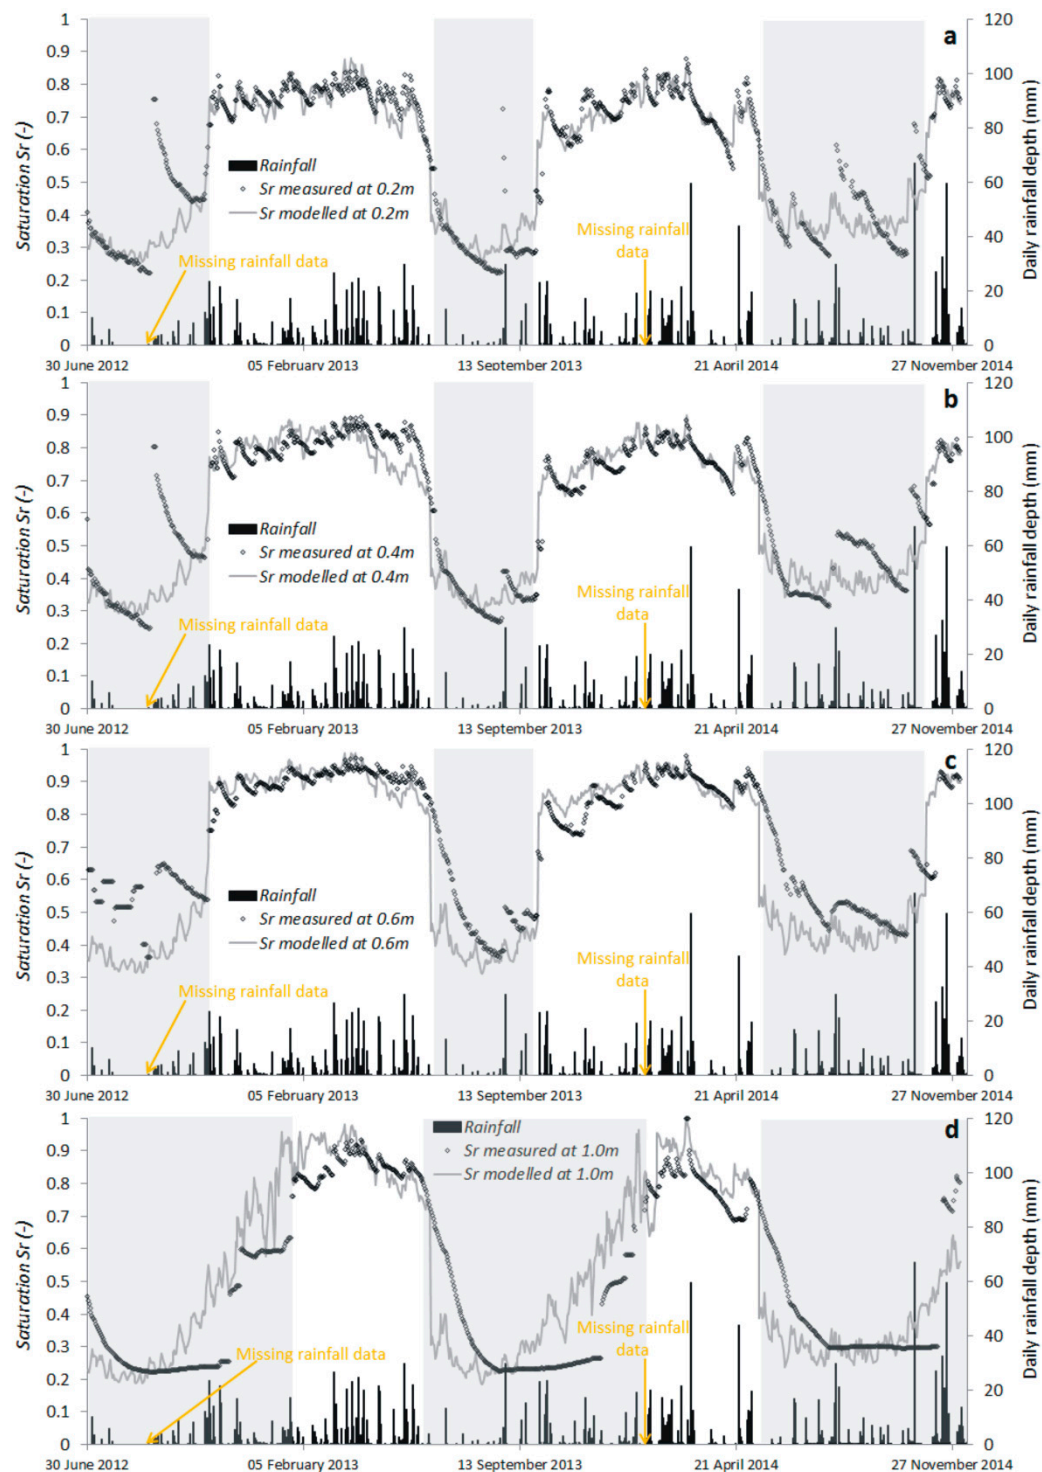 a
Saturation Sr (-)
1
0.9
0.8
0.7
0.6
0.5
0.4
0.3
0.2
0.1
0
Rainfall
Sr measured at 0.2m
Sr modelled at 0.2m
Missing rainfall data
Missing rainfall
data
120
100
80
60
40
20
0
Daily rainfall depth (mm)
30 June 2012 05 February 2013 13 September 2013 21 April 2014 27 November 2014
b
Saturation Sr (-)
1
0.9
0.8
0.7
0.6
0.5
0.4
0.3
0.2
0.1
0
Rainfall
Sr measured at 0.4m
Sr modelled at 0.4m
Missing rainfall data
Missing rainfall
data
120
100
80
60
40
20
0
Daily rainfall depth (mm)
30 June 2012 05 February 2013 13 September 2013 21 April 2014 27 November 2014
c
Saturation Sr (-)
1
0.9
0.8
0.7
0.6
0.5
0.4
0.3
0.2
0.1
0
Rainfall
Sr measured at 0.6m
Sr modelled at 0.6m
Missing rainfall data
Missing rainfall
data
120
100
80
60
40
20
0
Daily rainfall depth (mm)
30 June 2012 05 February 2013 13 September 2013 21 April 2014 27 November 2014
d
Saturation Sr (-)
1
0.9
0.8
0.7
0.6
0.5
0.4
0.3
0.2
0.1
0
Rainfall
Sr measured at 1.0m
Sr modelled at 1.0m
Missing rainfall data
Missing rainfall
data
120
100
80
60
40
20
0
Daily rainfall depth (mm)
30 June 2012 05 February 2013 13 September 2013 21 April 2014 27 November 2014